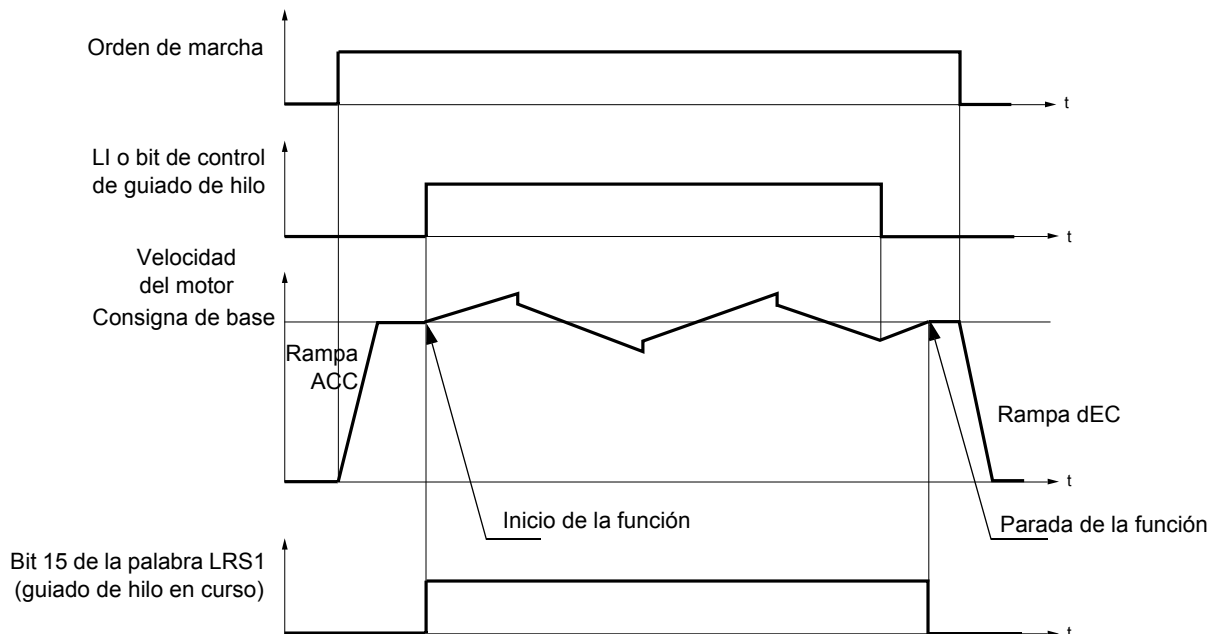 Orden de marcha
t
LI o bit de control
de guiado de hilo
t
Velocidad
del motor
Consigna de base
Rampa
ACC
Rampa dEC
t
Inicio de la función
Parada de la función
Bit 15 de la palabra LRS1
(guiado de hilo en curso)
t